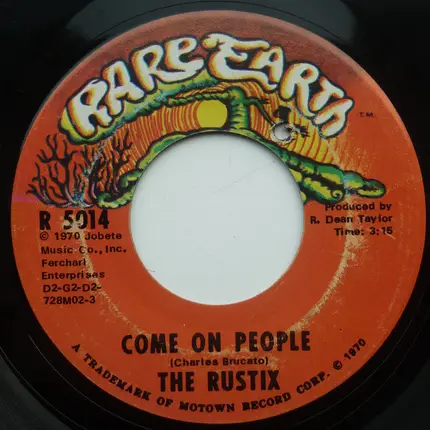 RARE EARTH
T.M.
R 5014
© 1970 Jobete
Music Co., Inc.
Ferchari
Enterprises
D2-G2-D2-
728M02-3
Produced by
R. Dean Taylor
Time: 3:15
COME ON PEOPLE
(Charles Brucato)
THE RUSTIX
A TRADEMARK OF MOTOWN RECORD CORP. © 1970